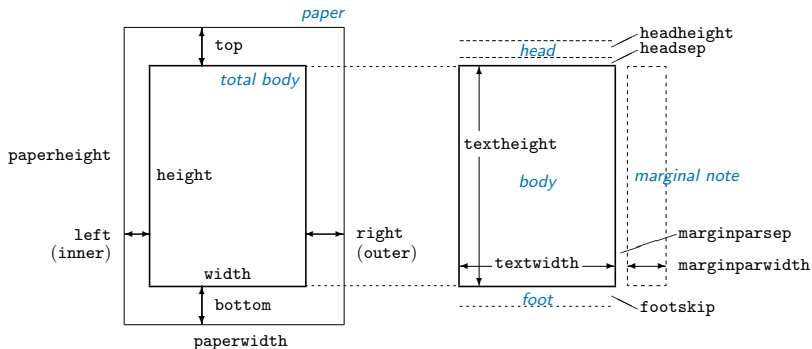 paper
top
total body
paperheight
height
left
(inner)
right
(outer)
width
bottom
paperwidth
headheight
head
headsep
textheight
body
marginal note
marginparsep
textwidth
marginparwidth
foot
footskip